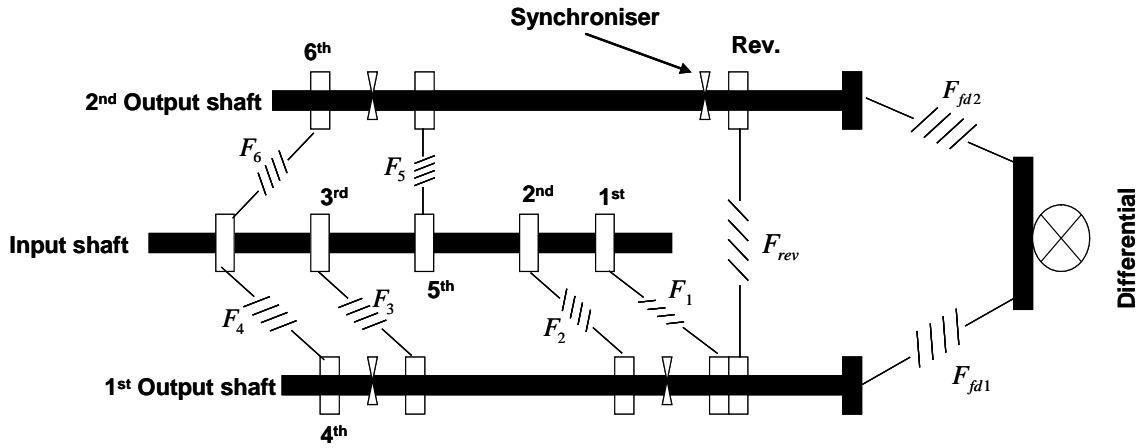 Synchroniser
6th
Rev.
2nd Output shaft
Ffd2
F6
F5
3rd
2nd
1st
Input shaft
Frev
Differential
5th
F4
F3
F2
F1
1st Output shaft
Ffd1
4th